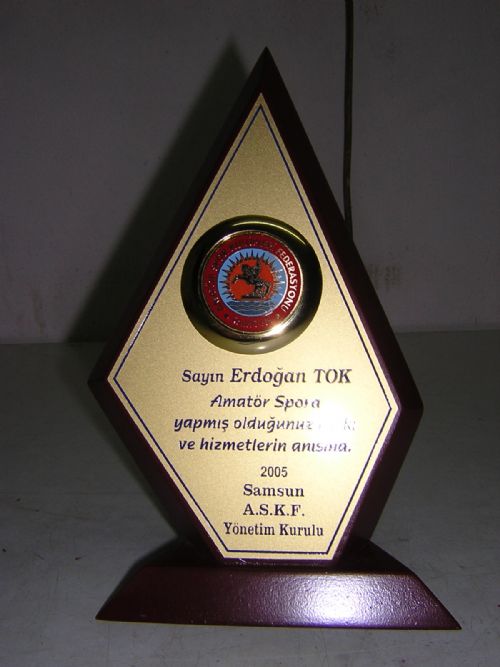 FEDERASYONU
Sayın Erdoğan TOK
Amatör Spora
yapmış olduğunuz
ve hizmetlerin anısına.
2005
Samsun
A.S.K.F.
Yönetim Kurulu